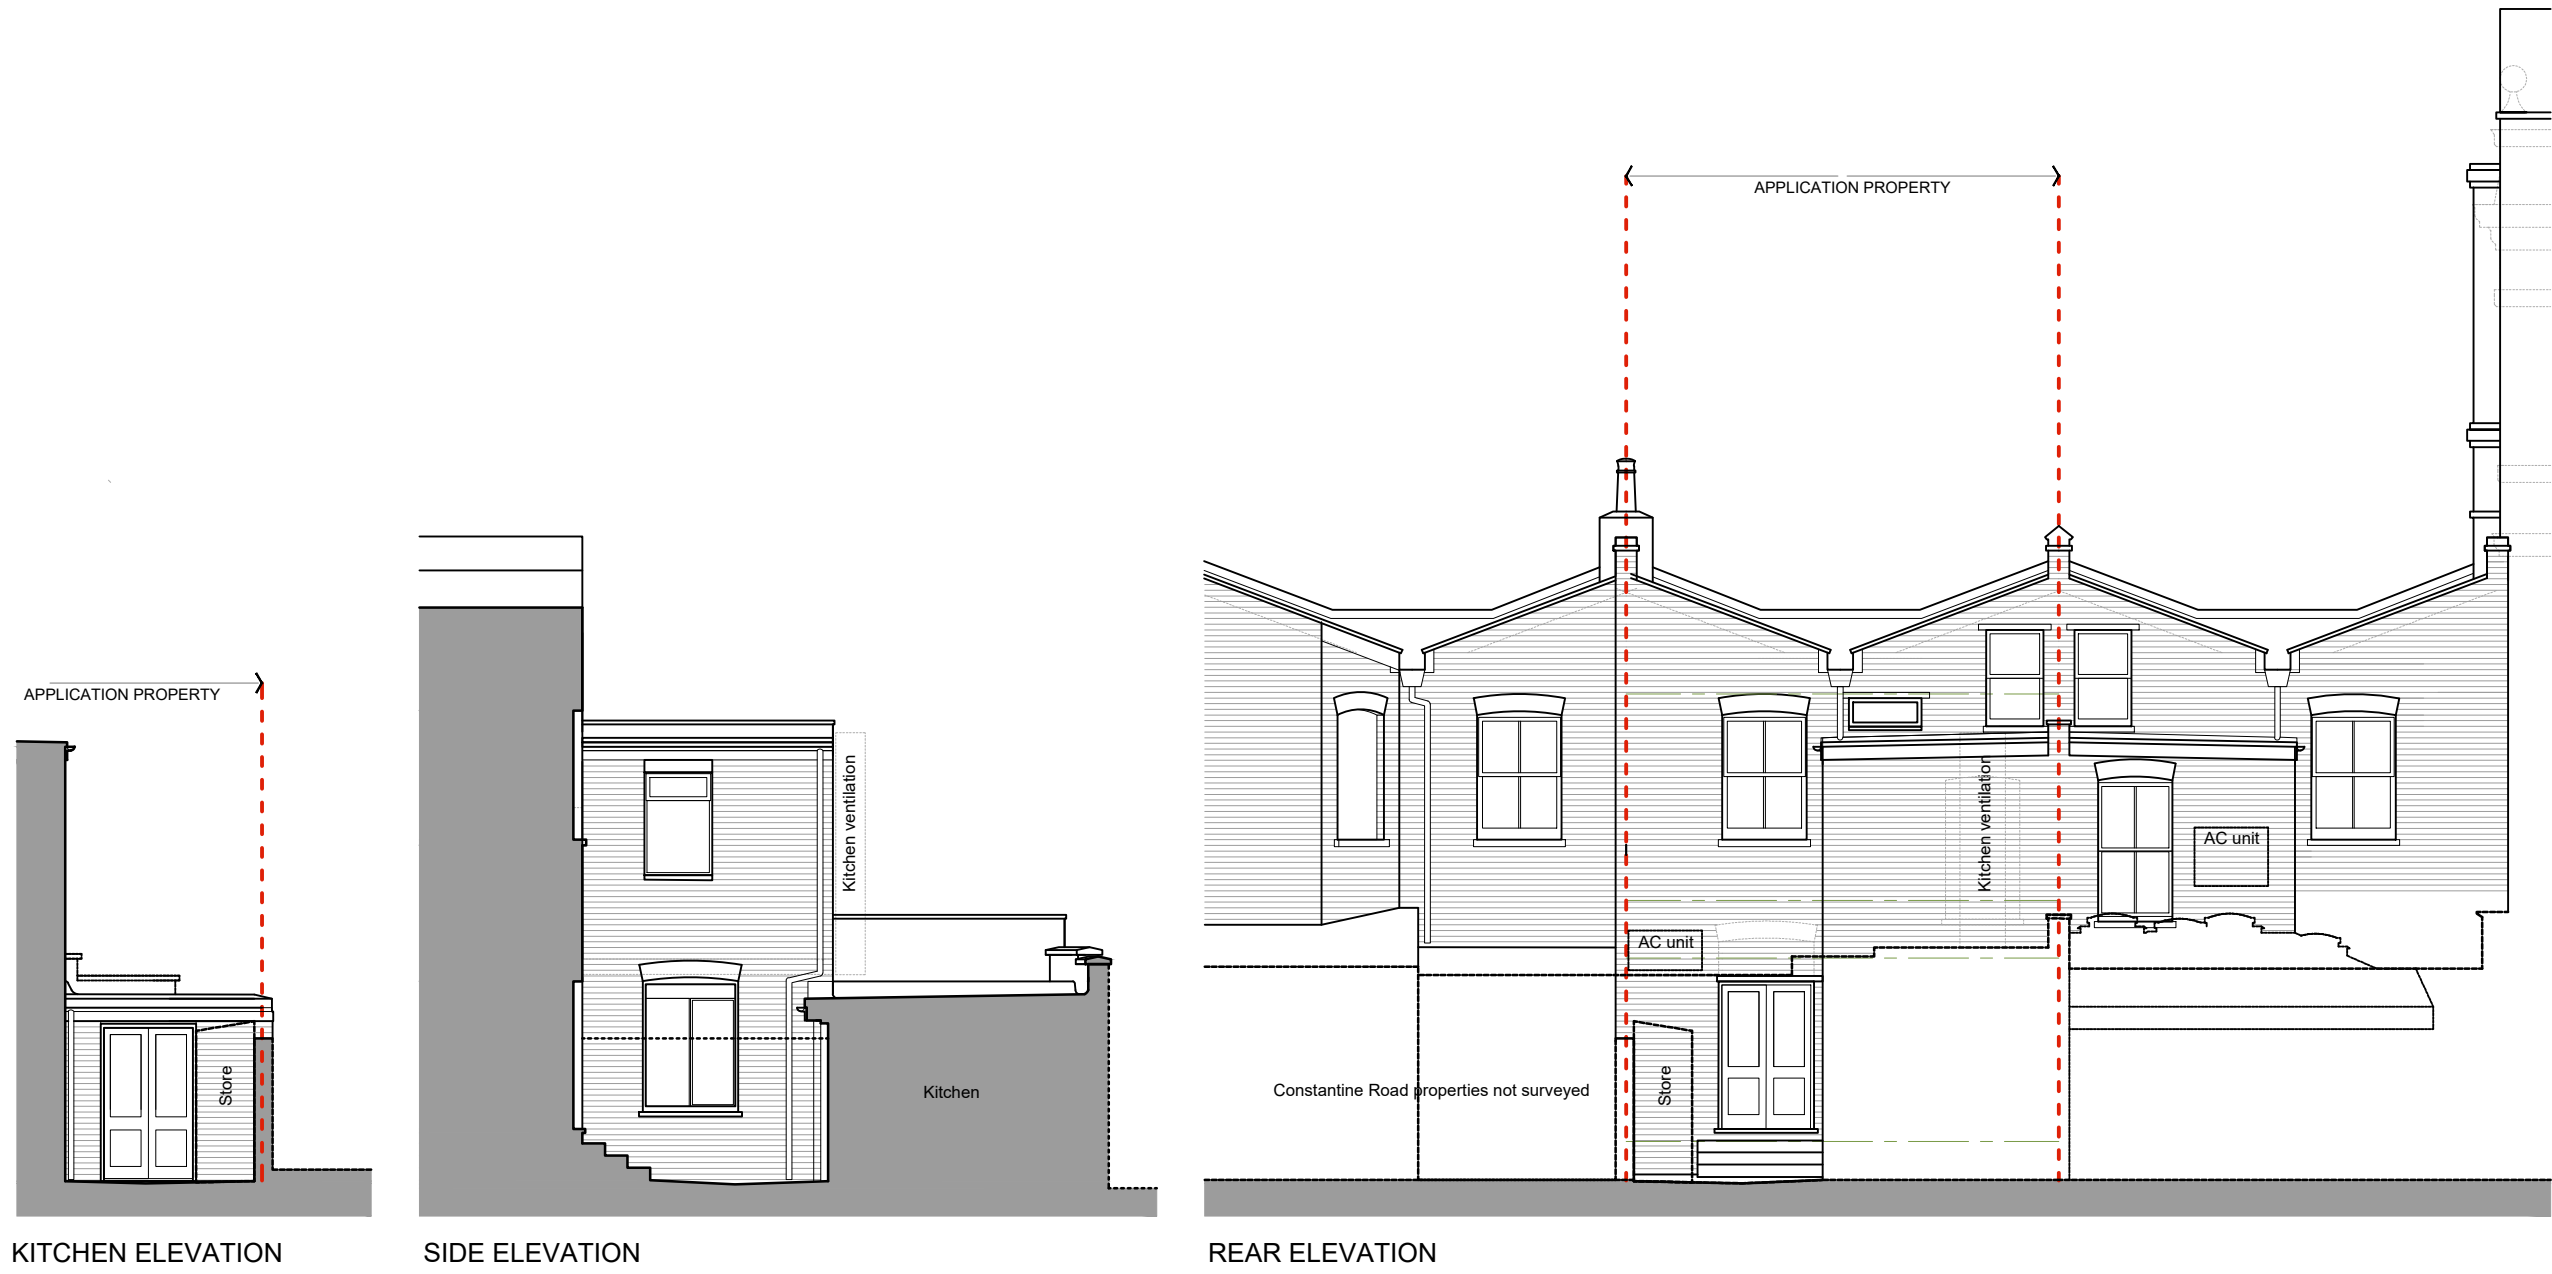 APPLICATION PROPERTY
Store
KITCHEN ELEVATION
Kitchen ventilation
Kitchen
SIDE ELEVATION
APPLICATION PROPERTY
Kitchen ventilation
AC unit
AC unit
Constantine Road properties not surveyed
Store
REAR ELEVATION